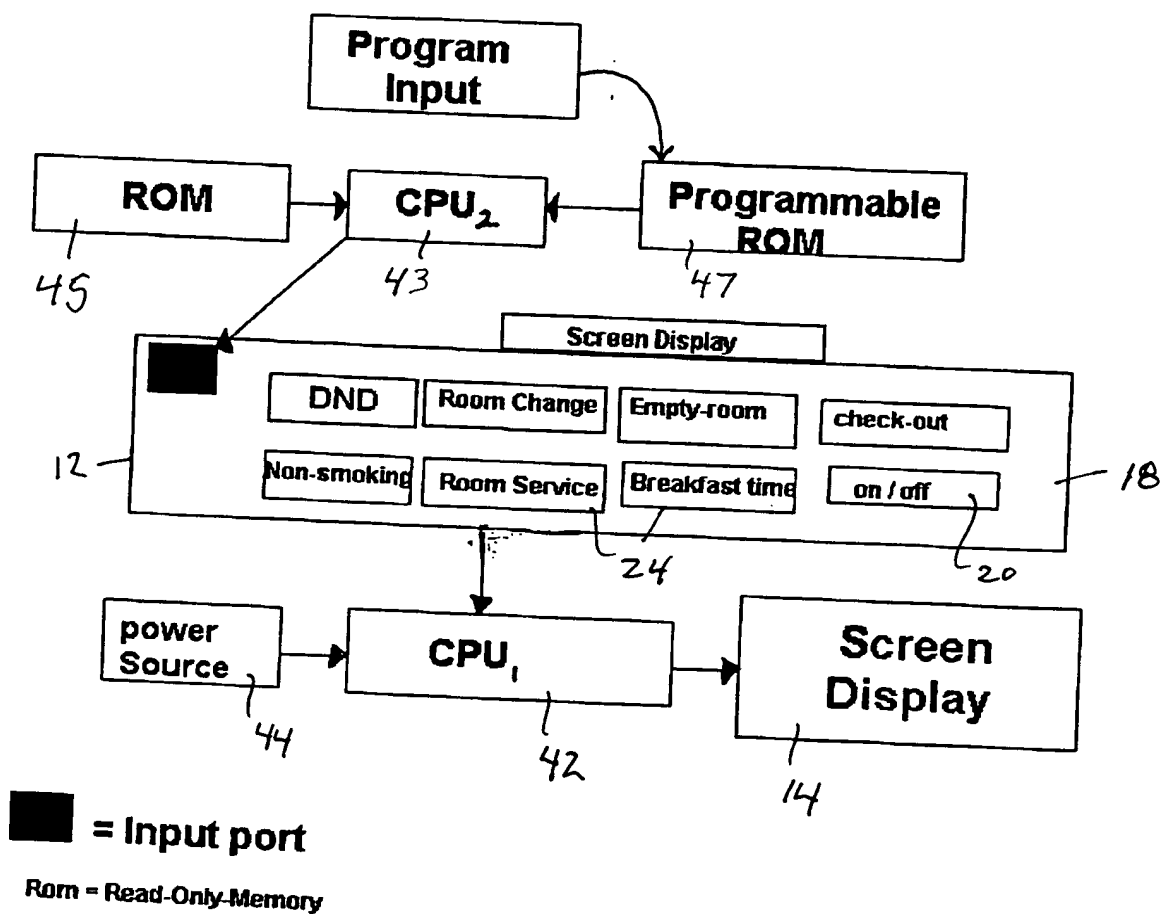 Program
Input
ROM
CPU2
Programmable
ROM
45
43
47
Screen Display
DND
Room Change
Empty-room
check-out
12
Non-smoking
Room Service
Breakfast time
on / off
18
24
20
power
Source
CPU1
Screen
Display
44
42
14
= Input port
Rom = Read-Only-Memory